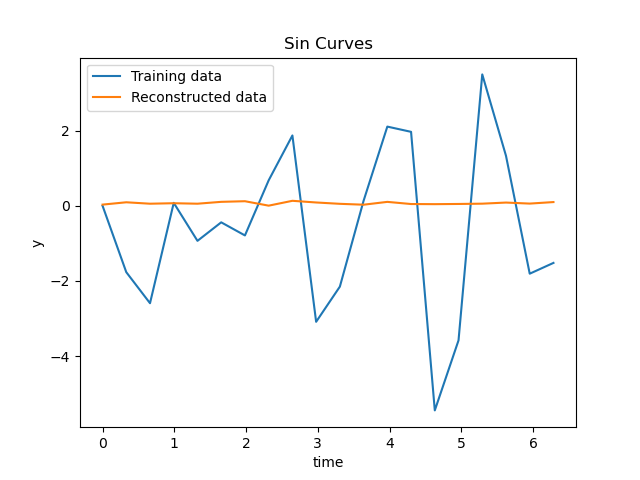 Sin Curves
Training data
Reconstructed data
y
2
0
−2
−4
0 1 2 3 4 5 6
time